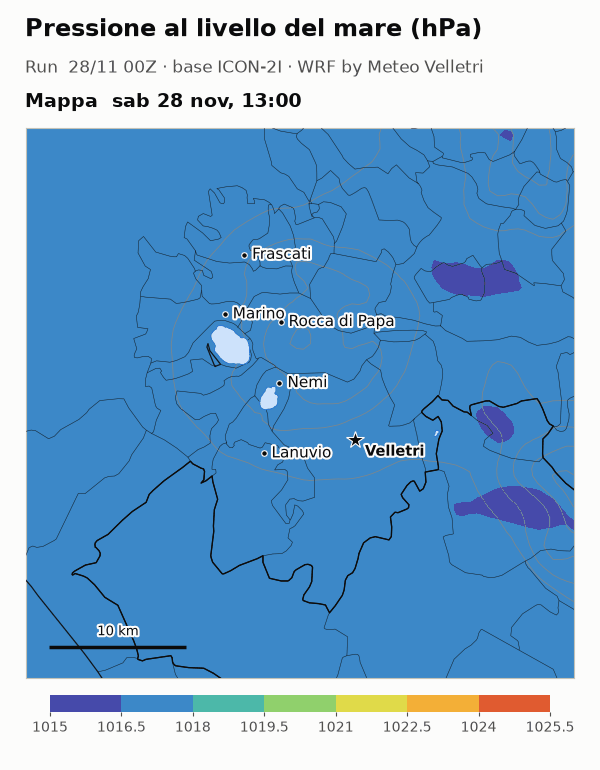 Pressione al livello del mare (hPa)
Run  28/11 00Z · base ICON-2I · WRF by Meteo Velletri
Mappa  sab 28 nov, 13:00
Frascati
Marino
Rocca di Papa
Nemi
Velletri
Lanuvio
10 km
1015 1016.5 1018 1019.5 1021 1022.5 1024 1025.5